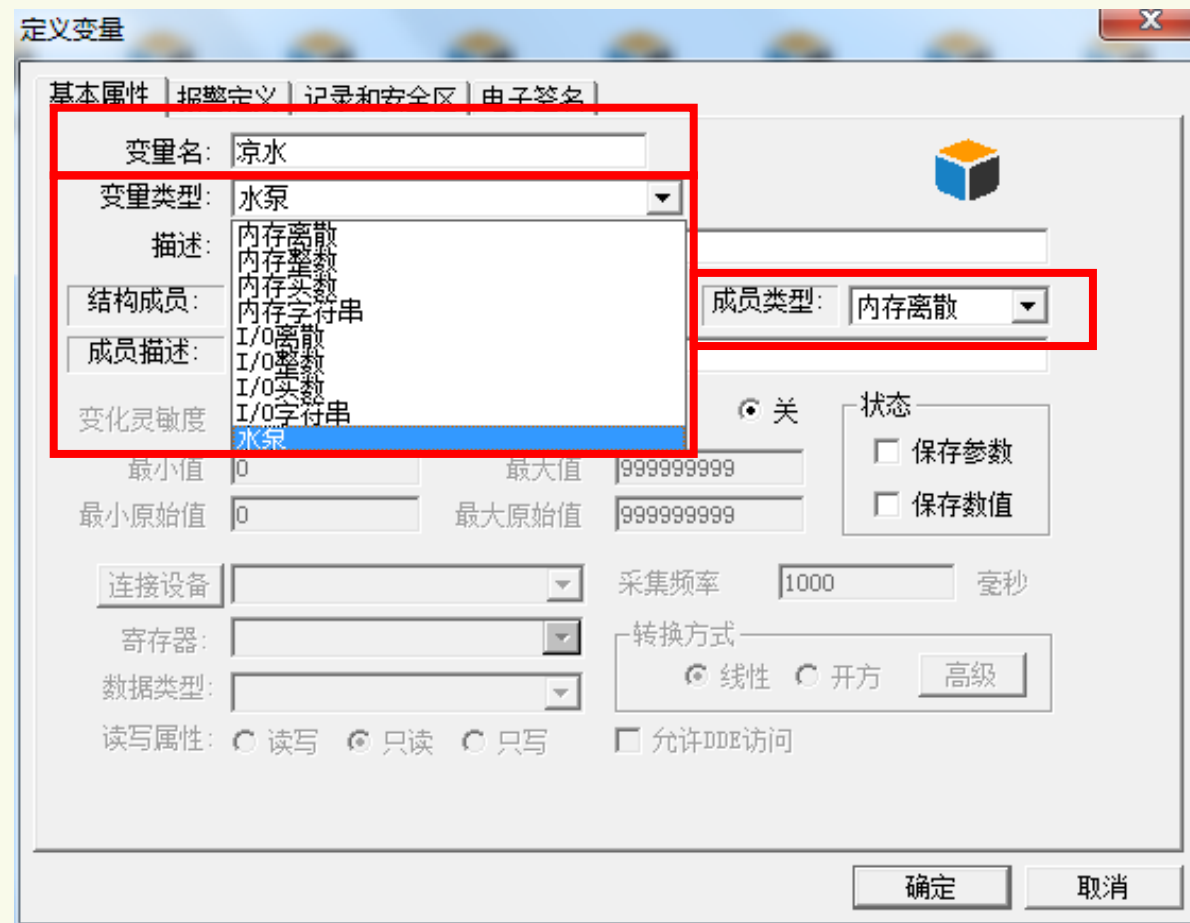 定义变量
基本属性 报警定义 记录和安全区 电子签名
变量名: 凉水
变量类型: 水泵
描述:
内存离散
内存整数
内存实数
内存字符串
I/O离散
I/O整数
I/O实数
I/O字符串
水泵
结构成员: 成员类型: 内存离散
成员描述:
变化灵敏度 关 状态
最小值 0 最大值 999999999 保存参数
最小原始值 0 最大原始值 999999999 保存数值
连接设备 采集频率 1000 毫秒
寄存器: 转换方式
数据类型: 线性 开方 高级
读写属性: 读写 只读 只写 允许DDE访问
确定 取消